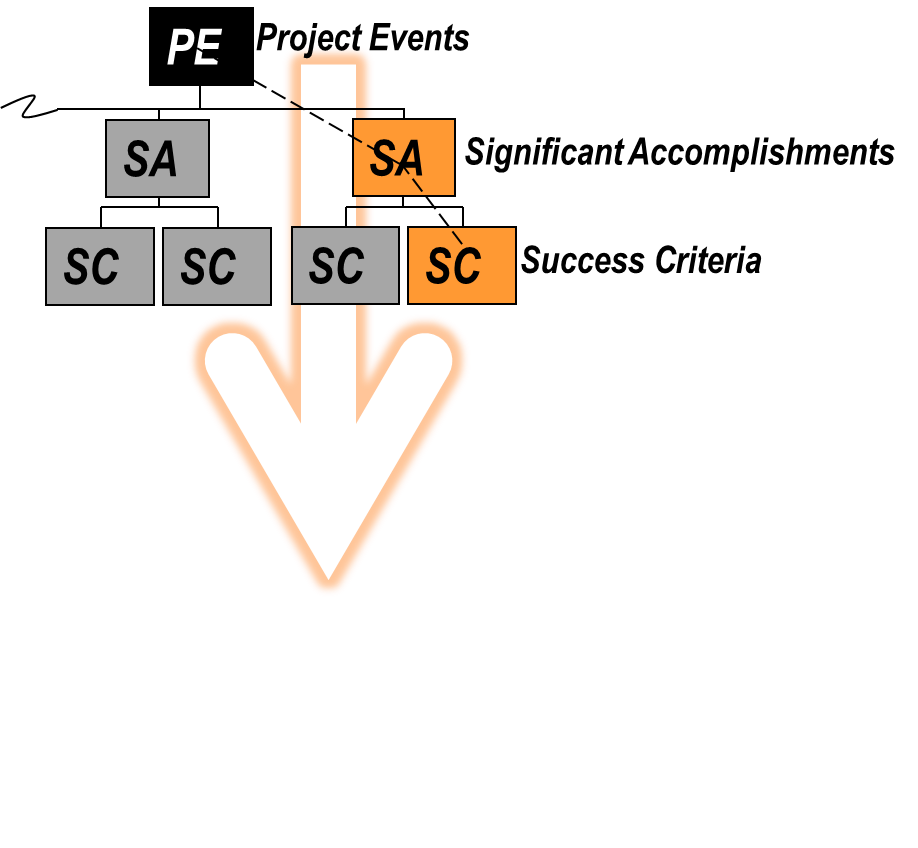 PE Project Events
SA SA Significant Accomplishments
SC SC SC SC Success Criteria